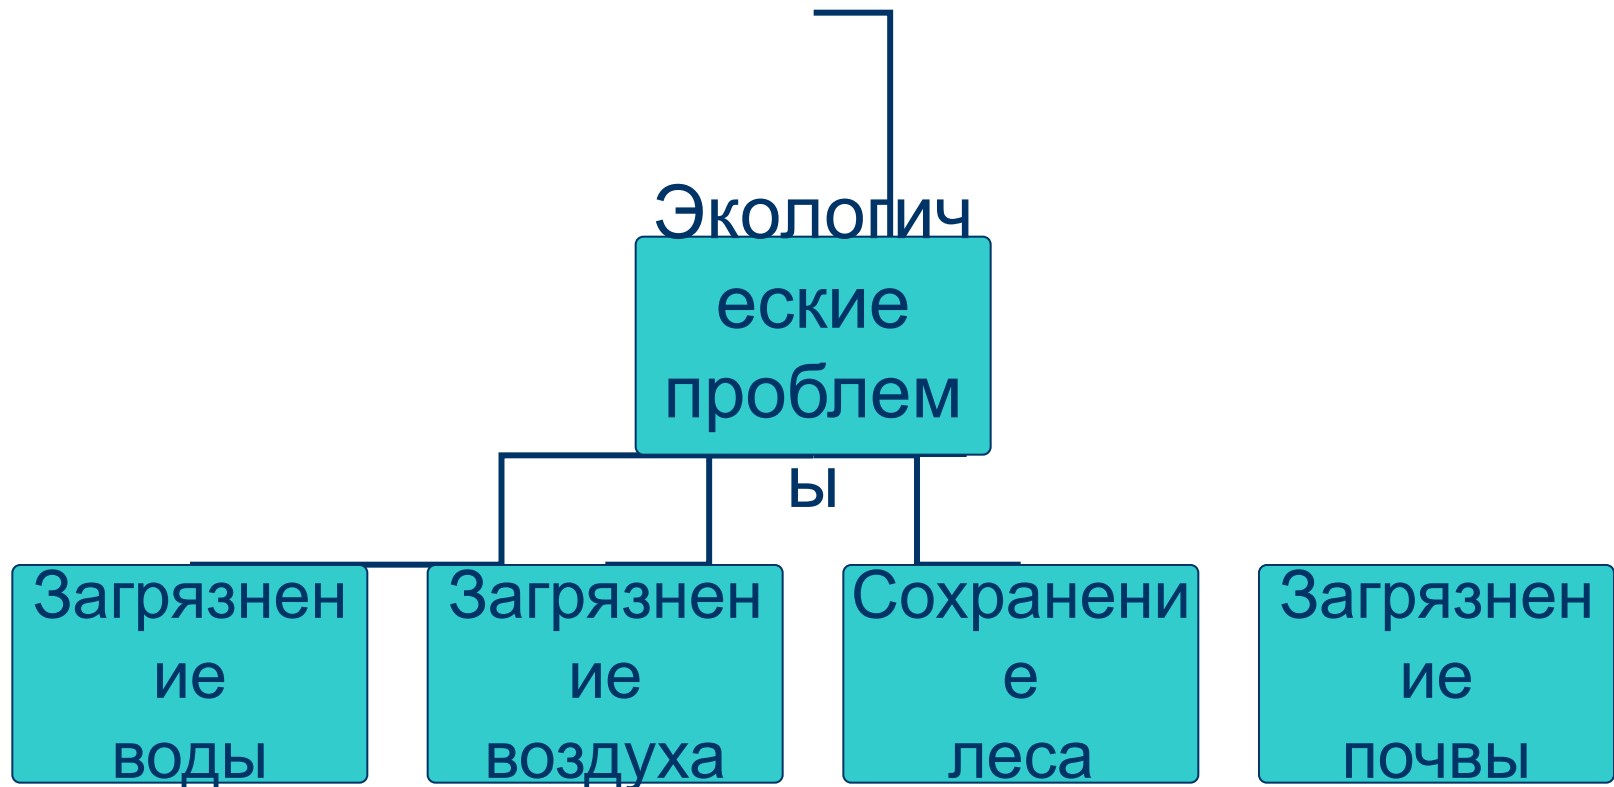 Экологич
еские
проблем
ы
Загрязнен
ие
воды
Загрязнен
ие
воздуха
Сохранени
е
леса
Загрязнен
ие
почвы